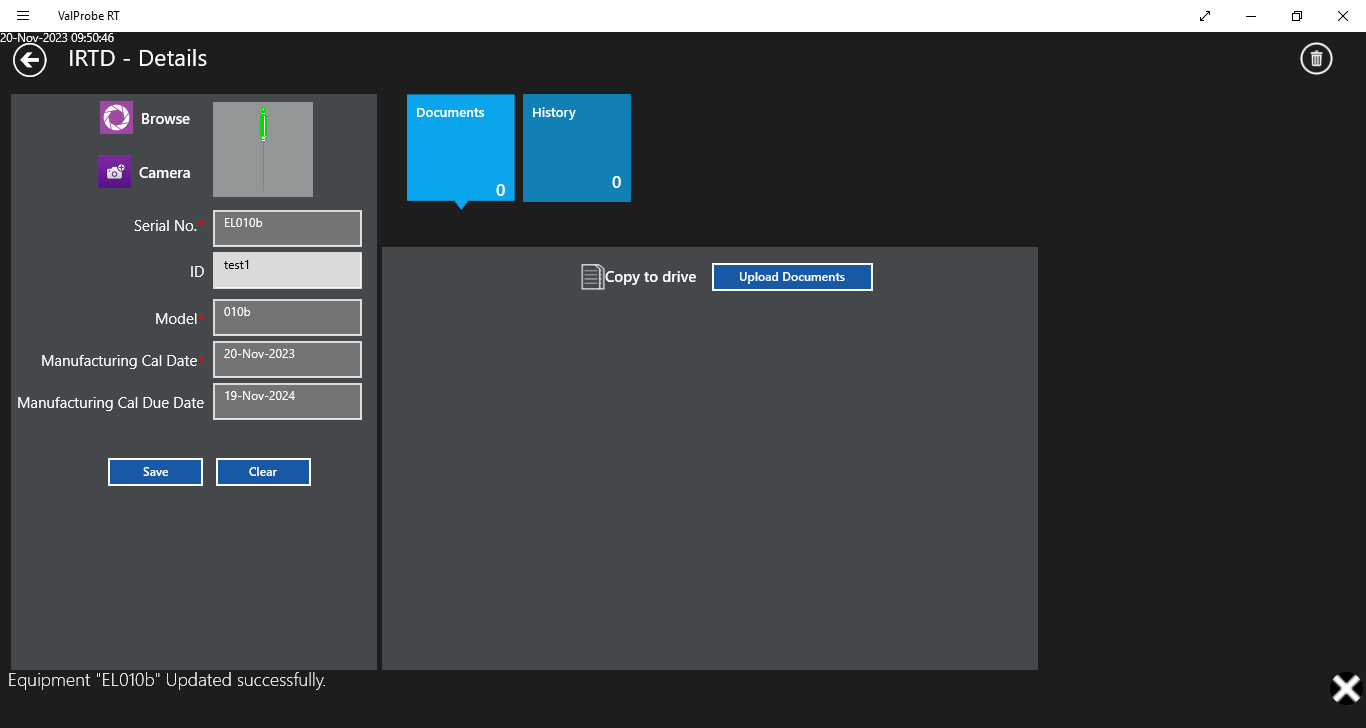 ValProbe RT
20-Nov-2023 09:50:46
IRTD - Details
Browse
Camera
Serial No.* EL010b
ID test1
Model* 010b
Manufacturing Cal Date* 20-Nov-2023
Manufacturing Cal Due Date 19-Nov-2024
Save Clear
Documents
0
History
0
Copy to drive Upload Documents
Equipment "EL010b" Updated successfully.